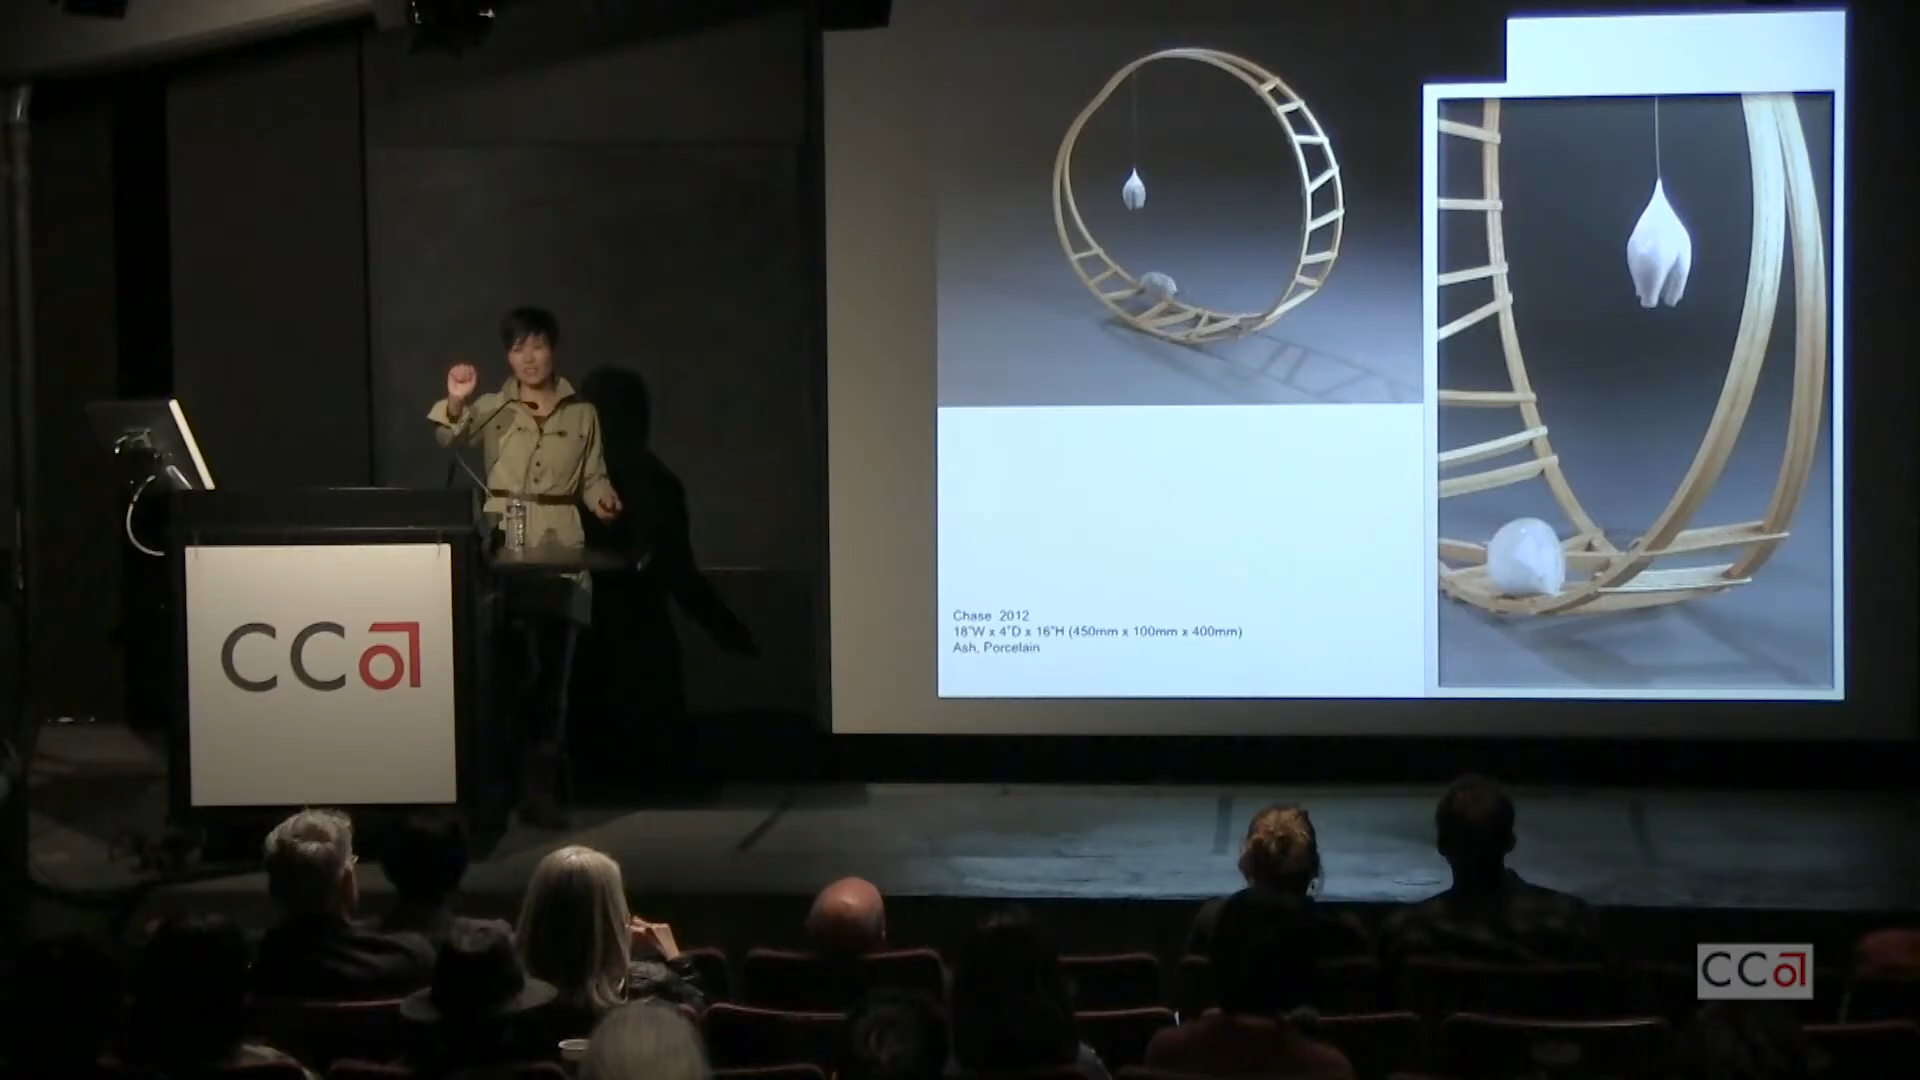 Chase 2012
18"W x 4"D x 16"H (450mm x 100mm x 400mm)
Ash, Porcelain
CCA
CCA